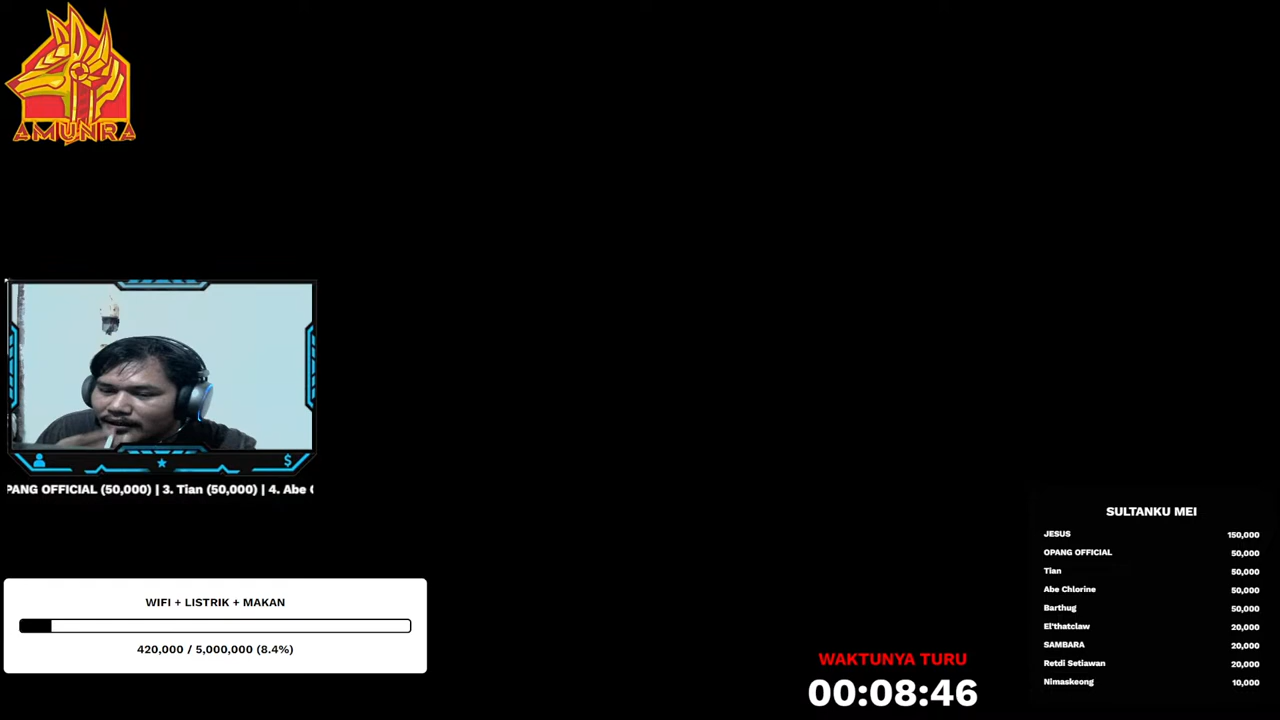 AMUNRA
PANG OFFICIAL (50,000) | 3. Tian (50,000) | 4. Abe
WIFI + LISTRIK + MAKAN
420,000 / 5,000,000 (8.4%)
WAKTUNYA TURU
00:08:46
SULTANKU MEI
JESUS 150,000
OPANG OFFICIAL 50,000
Tian 50,000
Abe Chlorine 50,000
Barthug 50,000
El'thatclaw 20,000
SAMBARA 20,000
Retdi Setiawan 20,000
Nimaskeong 10,000